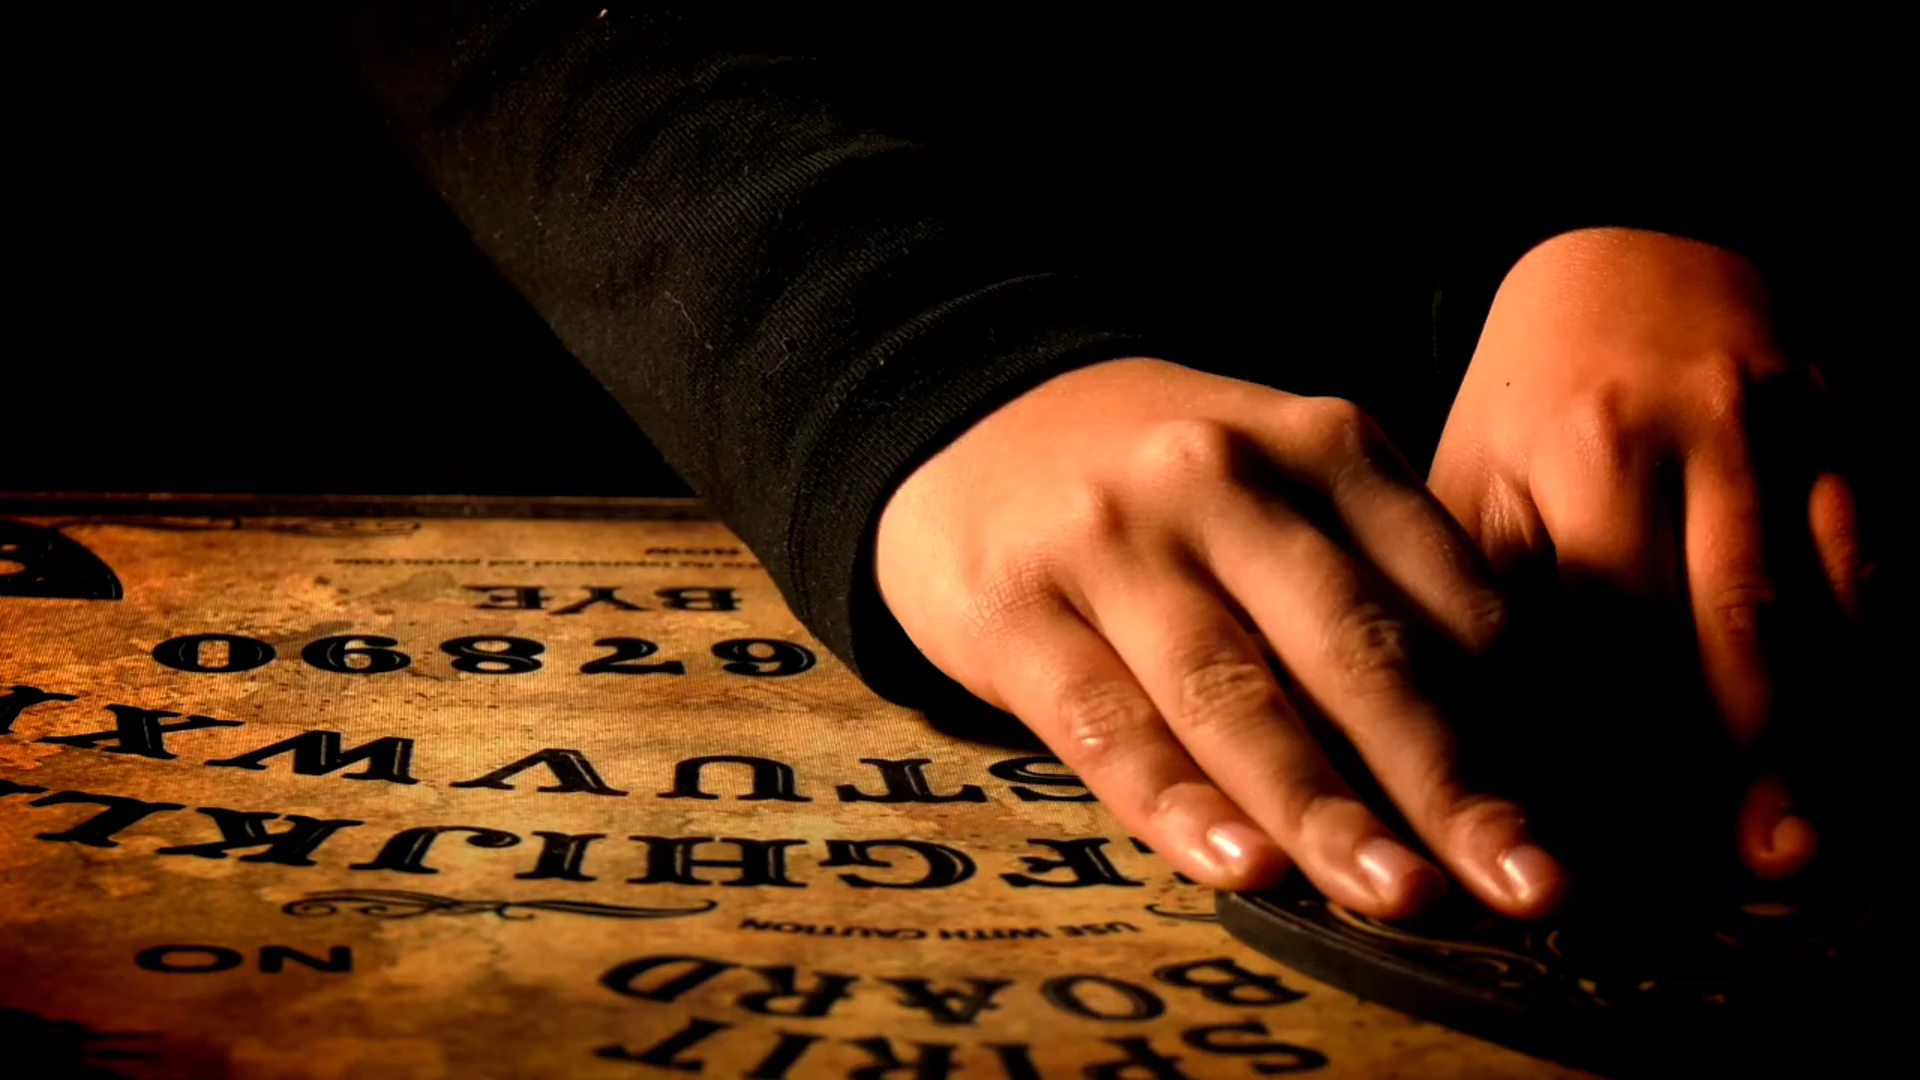 SPIRIT
BOARD
USE WITH CAUTION
NO
FGHIJKL
STUVWX
67890
BYE